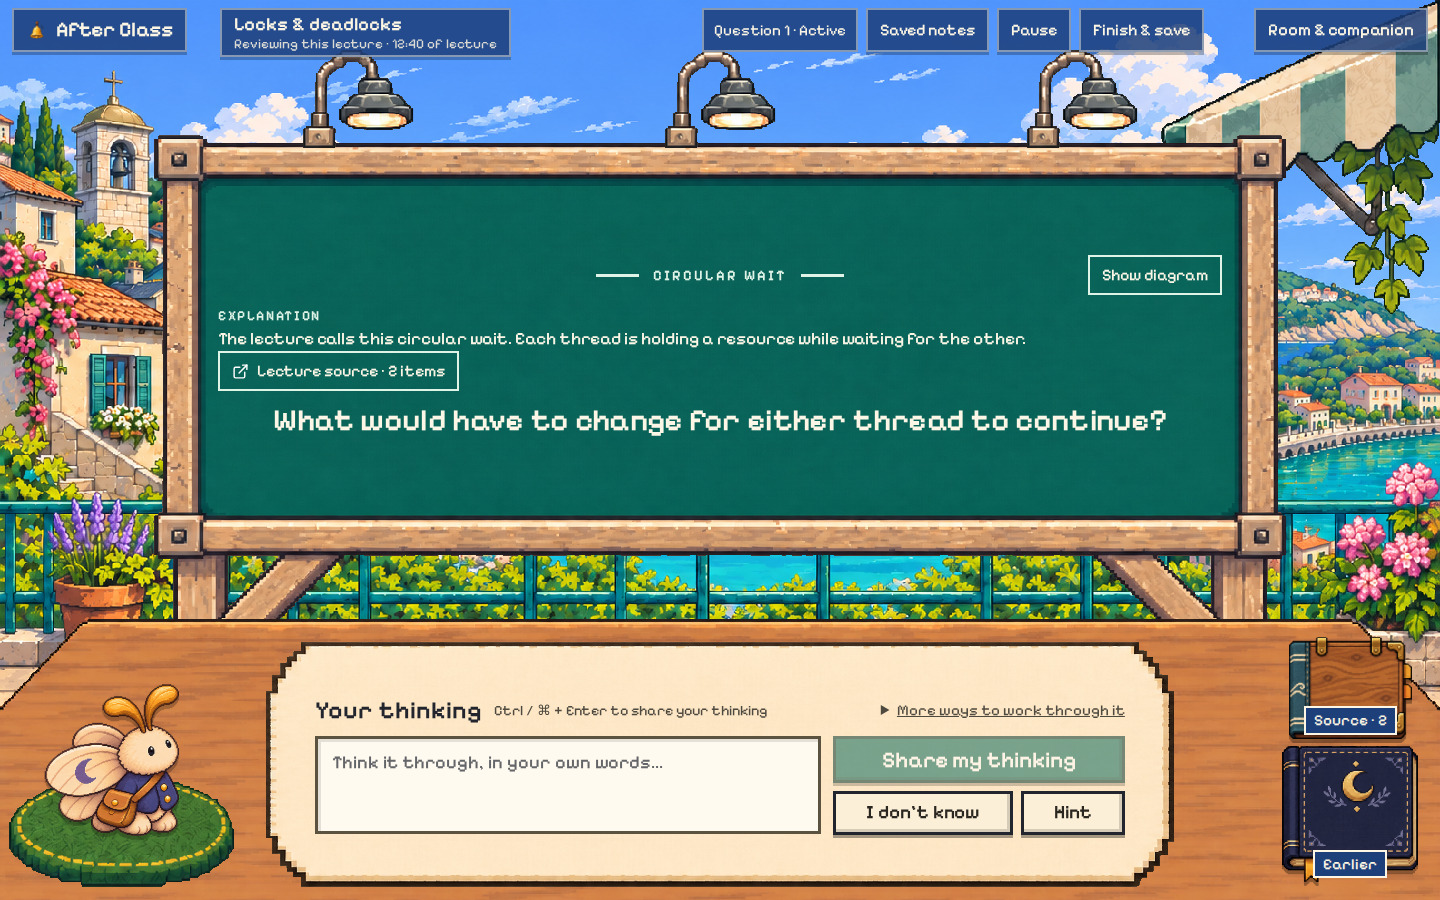 After Class
Locks & deadlocks
Reviewing this lecture · 12:40 of lecture
Question 1 · Active
Saved notes
Pause
Finish & save
Room & companion
CIRCULAR WAIT
Show diagram
EXPLANATION
The lecture calls this circular wait. Each thread is holding a resource while waiting for the other.
Lecture source · 2 items
What would have to change for either thread to continue?
Your thinking
Ctrl / ⌘ + Enter to share your thinking
▶ More ways to work through it
Think it through, in your own words...
Share my thinking
I don't know
Hint
Source · 2
Earlier